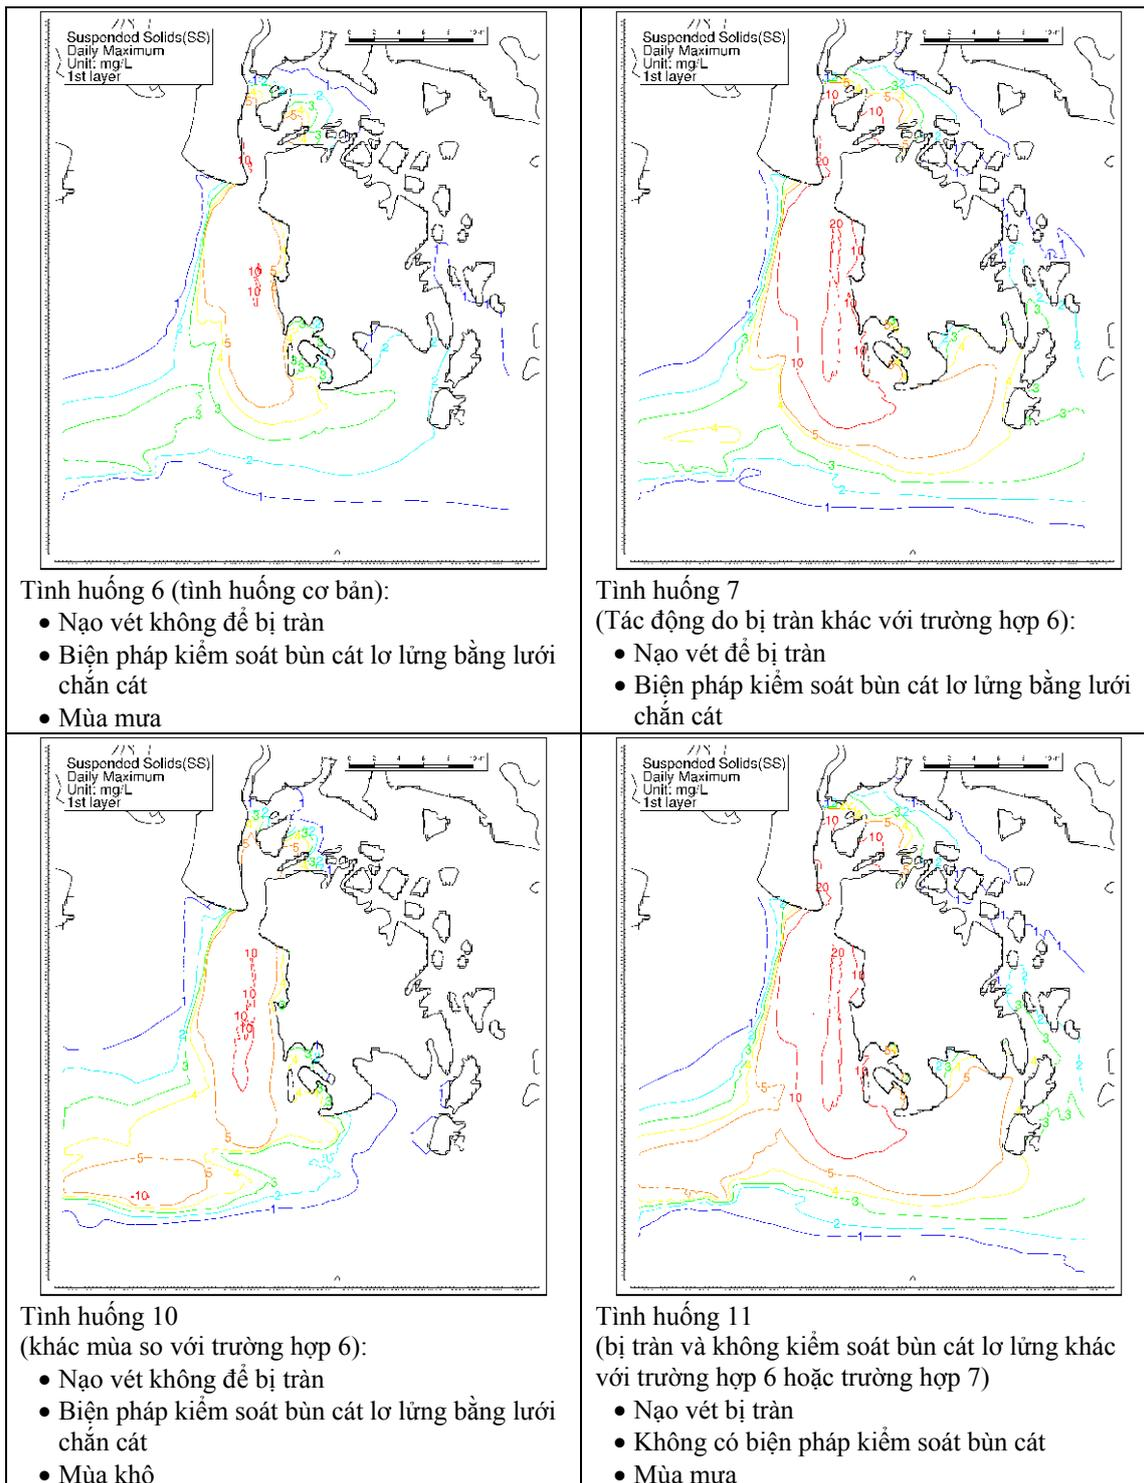 Suspended Solids(SS)
Daily Maximum
Unit: mg/L
1st layer
Tình huống 6 (tình huống cơ bản):
• Nạo vét không để bị tràn
• Biện pháp kiểm soát bùn cát lơ lửng bằng lưới
chắn cát
• Mùa mưa
Suspended Solids(SS)
Daily Maximum
Unit: mg/L
1st layer
Tình huống 7
(Tác động do bị tràn khác với trường hợp 6):
• Nạo vét để bị tràn
• Biện pháp kiểm soát bùn cát lơ lửng bằng lưới
chắn cát
Suspended Solids(SS)
Daily Maximum
Unit: mg/L
1st layer
Tình huống 10
(khác mùa so với trường hợp 6):
• Nạo vét không để bị tràn
• Biện pháp kiểm soát bùn cát lơ lửng bằng lưới
chắn cát
• Mùa khô
Suspended Solids(SS)
Daily Maximum
Unit: mg/L
1st layer
Tình huống 11
(bị tràn và không kiểm soát bùn cát lơ lửng khác
với trường hợp 6 hoặc trường hợp 7)
• Nạo vét bị tràn
• Không có biện pháp kiểm soát bùn cát
• Mùa mưa